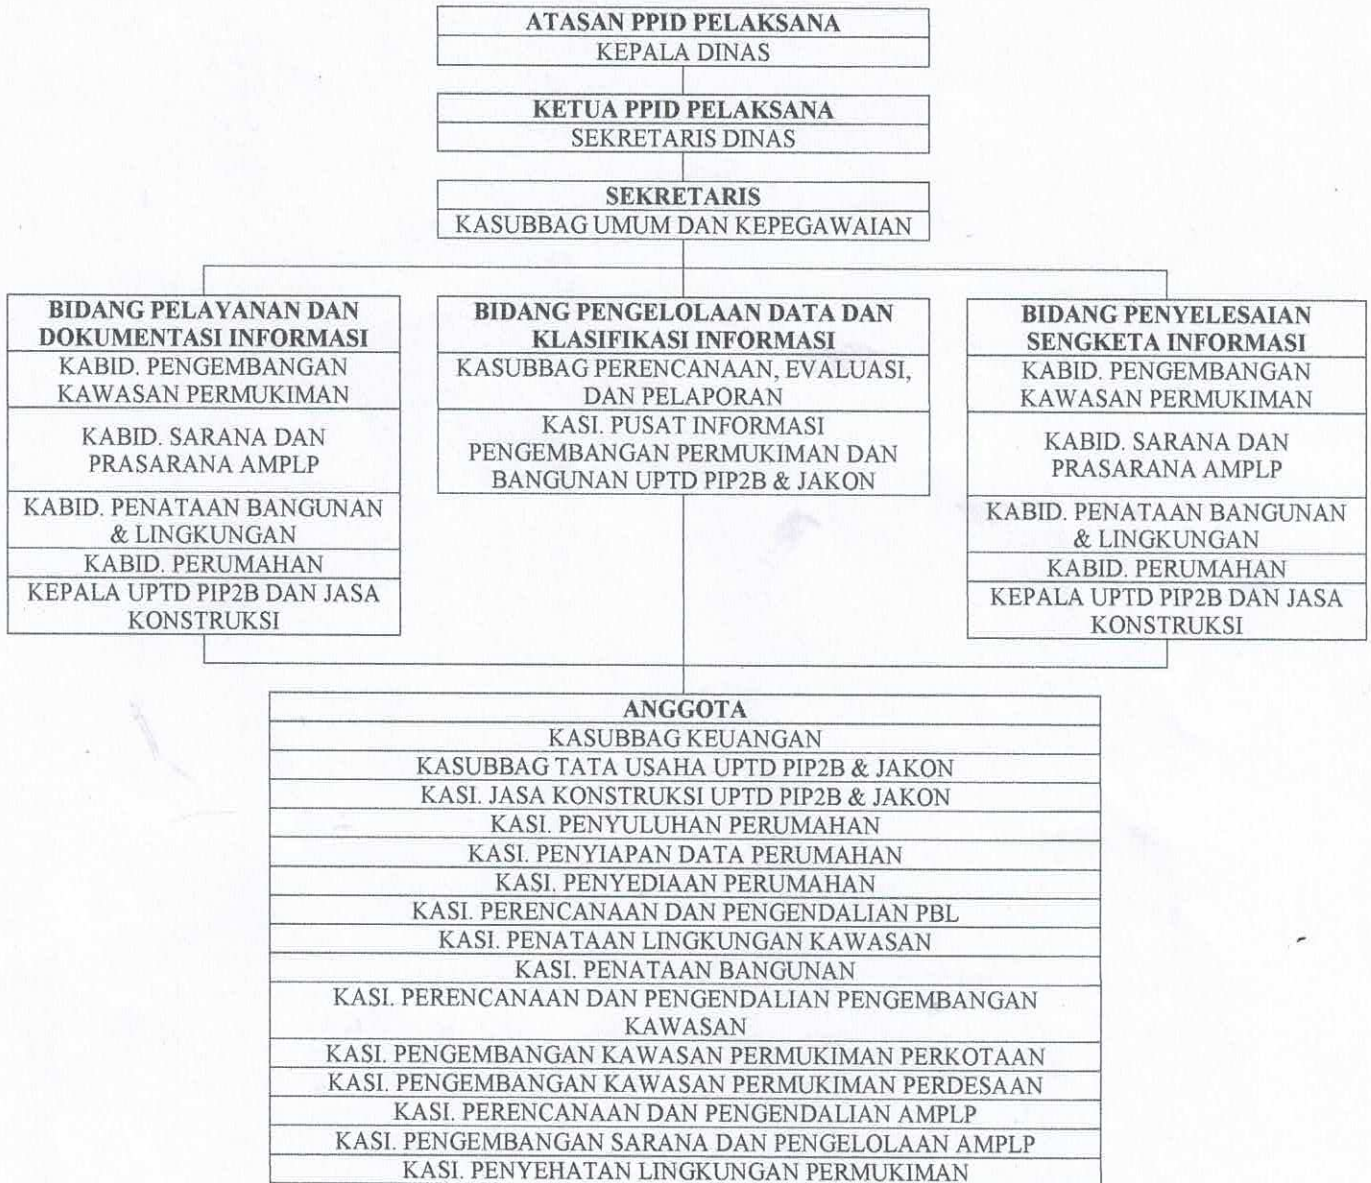 ATASAN PPID PELAKSANA
KEPALA DINAS
KETUA PPID PELAKSANA
SEKRETARIS DINAS
SEKRETARIS
KASUBBAG UMUM DAN KEPEGAWAIAN
BIDANG PELAYANAN DAN
DOKUMENTASI INFORMASI
KABID. PENGEMBANGAN
KAWASAN PERMUKIMAN
KABID. SARANA DAN
PRASARANA AMPLP
KABID. PENATAAN BANGUNAN
& LINGKUNGAN
KABID. PERUMAHAN
KEPALA UPTD PIP2B DAN JASA
KONSTRUKSI
BIDANG PENGELOLAAN DATA DAN
KLASIFIKASI INFORMASI
KASUBBAG PERENCANAAN, EVALUASI,
DAN PELAPORAN
KASI. PUSAT INFORMASI
PENGEMBANGAN PERMUKIMAN DAN
BANGUNAN UPTD PIP2B & JAKON
BIDANG PENYELESAIAN
SENGKETA INFORMASI
KABID. PENGEMBANGAN
KAWASAN PERMUKIMAN
KABID. SARANA DAN
PRASARANA AMPLP
KABID. PENATAAN BANGUNAN
& LINGKUNGAN
KABID. PERUMAHAN
KEPALA UPTD PIP2B DAN JASA
KONSTRUKSI
ANGGOTA
KASUBBAG KEUANGAN
KASUBBAG TATA USAHA UPTD PIP2B & JAKON
KASI. JASA KONSTRUKSI UPTD PIP2B & JAKON
KASI. PENYULUHAN PERUMAHAN
KASI. PENYIAPAN DATA PERUMAHAN
KASI. PENYEDIAAN PERUMAHAN
KASI. PERENCANAAN DAN PENGENDALIAN PBL
KASI. PENATAAN LINGKUNGAN KAWASAN
KASI. PENATAAN BANGUNAN
KASI. PERENCANAAN DAN PENGENDALIAN PENGEMBANGAN
KAWASAN
KASI. PENGEMBANGAN KAWASAN PERMUKIMAN PERKOTAAN
KASI. PENGEMBANGAN KAWASAN PERMUKIMAN PERDESAAN
KASI. PERENCANAAN DAN PENGENDALIAN AMPLP
KASI. PENGEMBANGAN SARANA DAN PENGELOLAAN AMPLP
KASI. PENYEHATAN LINGKUNGAN PERMUKIMAN